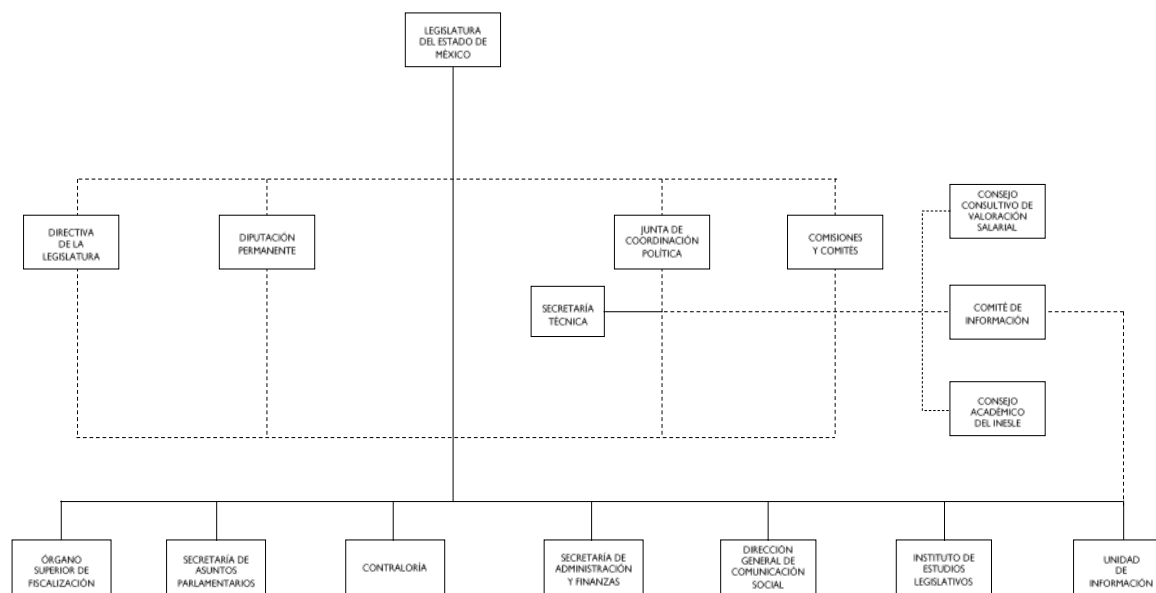 LEGISLATURA
DEL ESTADO DE
MÉXICO
DIRECTIVA
DE LA
LEGISLATURA
DIPUTACIÓN
PERMANENTE
JUNTA DE
COORDINACIÓN
POLÍTICA
COMISIONES
Y COMITÉS
CONSEJO
CONSULTIVO DE
VALORACIÓN
SALARIAL
SECRETARÍA
TÉCNICA
COMITÉ DE
INFORMACIÓN
CONSEJO
ACADÉMICO
DEL INESLE
ÓRGANO
SUPERIOR DE
FISCALIZACIÓN
SECRETARÍA DE
ASUNTOS
PARLAMENTARIOS
CONTRALORÍA
SECRETARÍA DE
ADMINISTRACIÓN
Y FINANZAS
DIRECCIÓN
GENERAL DE
COMUNICACIÓN
SOCIAL
INSTITUTO DE
ESTUDIOS
LEGISLATIVOS
UNIDAD
DE
INFORMACIÓN